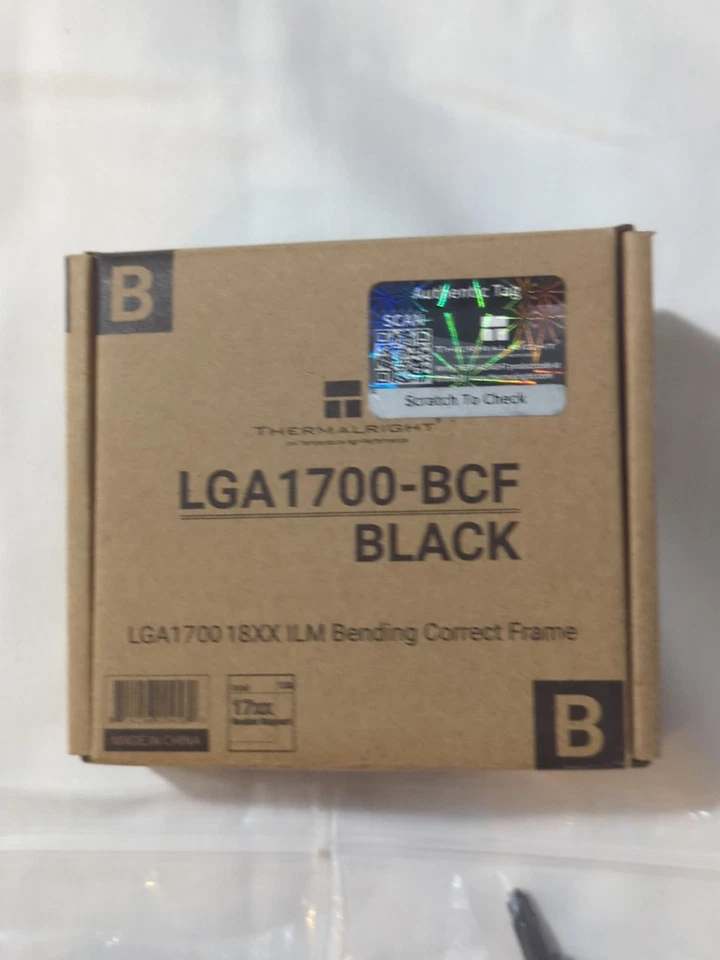 B
Authentic Tag
SCAN
THERMALRIGHT
Scratch To Check
THERMALRIGHT
LGA1700-BCF
BLACK
LGA1700 18XX ILM Bending Correct Frame
17xx
MADE IN CHINA
B